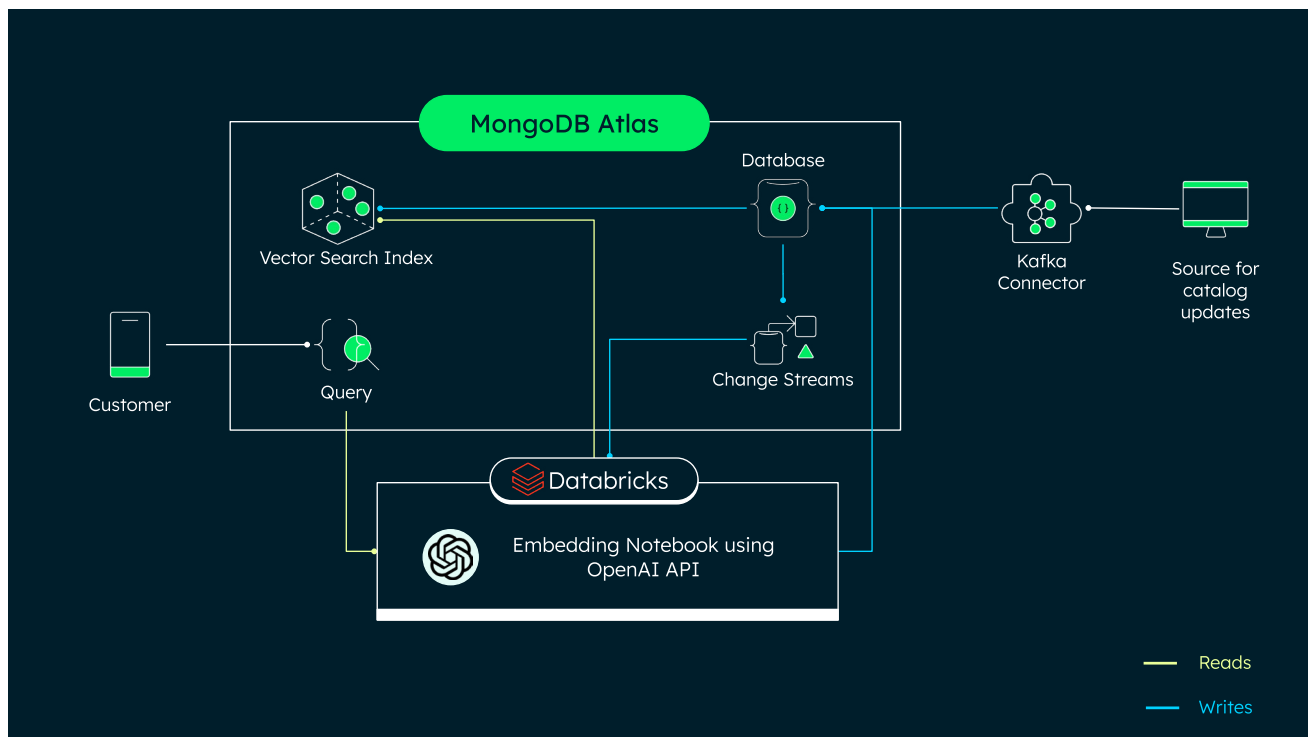 MongoDB Atlas
Database
{ }
Vector Search Index
Kafka
Connector
Source for
catalog
updates
Change Streams
Query
Customer
Databricks
Embedding Notebook using
OpenAI API
Reads
Writes